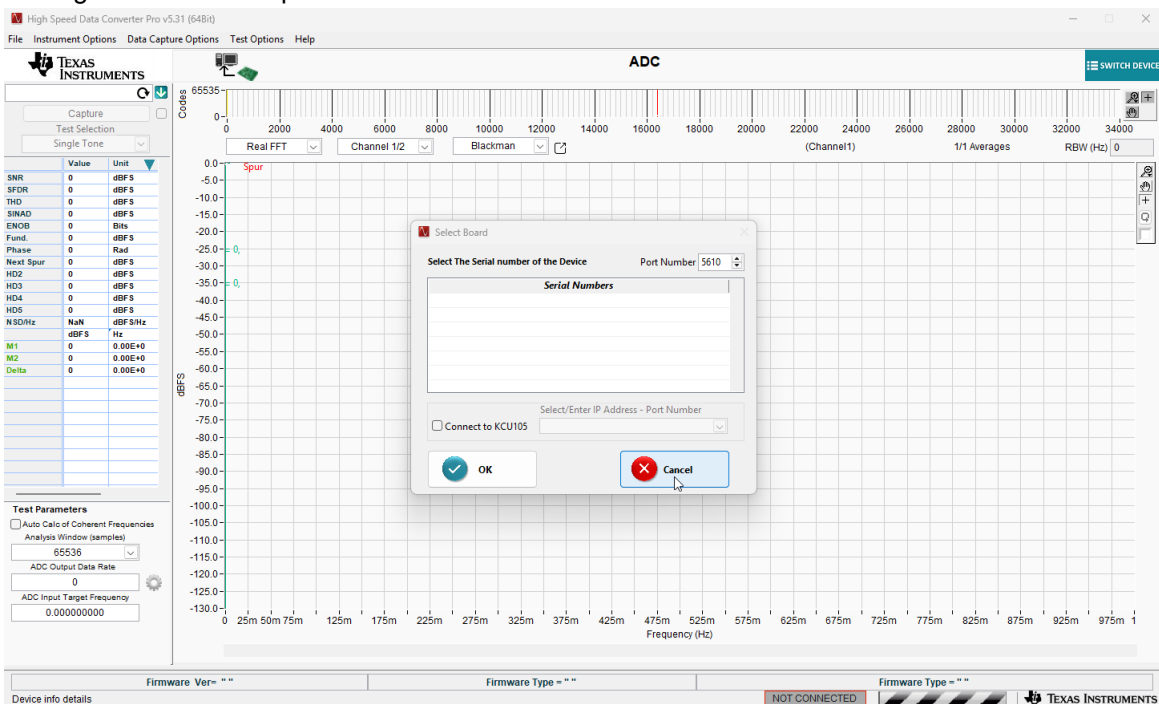 High Speed Data Converter Pro v5.31 (64Bit)
File Instrument Options Data Capture Options Test Options Help
TEXAS INSTRUMENTS
ADC
SWITCH DEVICE
Capture
Test Selection
Single Tone
Codes
65535
0
0 2000 4000 6000 8000 10000 12000 14000 16000 18000 20000 22000 24000 26000 28000 30000 32000 34000
Real FFT Channel 1/2 Blackman (Channel1) 1/1 Averages RBW (Hz) 0
Value Unit
SNR 0 dBFS
SFDR 0 dBFS
THD 0 dBFS
SINAD 0 dBFS
ENOB 0 Bits
Fund. 0 dBFS
Phase 0 Rad
Next Spur 0 dBFS
HD2 0 dBFS
HD3 0 dBFS
HD4 0 dBFS
HD5 0 dBFS
NSD/Hz NaN dBFS/Hz
dBFS Hz
M1 0 0.00E+0
M2 0 0.00E+0
Delta 0 0.00E+0
Test Parameters
Auto Calc of Coherent Frequencies
Analysis Window (samples)
65536
ADC Output Data Rate
0
ADC Input Target Frequency
0.000000000
dBFS
Spur
0.0
-5.0
-10.0
-15.0
-20.0
-25.0 = 0,
-30.0
-35.0 = 0,
-40.0
-45.0
-50.0
-55.0
-60.0
-65.0
-70.0
-75.0
-80.0
-85.0
-90.0
-95.0
-100.0
-105.0
-110.0
-115.0
-120.0
-125.0
-130.0
0 25m 50m 75m 125m 175m 225m 275m 325m 375m 425m 475m 525m 575m 625m 675m 725m 775m 825m 875m 925m 975m 1
Frequency (Hz)
Select Board
Select The Serial number of the Device Port Number 5610
Serial Numbers
Select/Enter IP Address - Port Number
Connect to KCU105
OK Cancel
Firmware Ver= " " Firmware Type = " " Firmware Type = " "
Device info details NOT CONNECTED TEXAS INSTRUMENTS